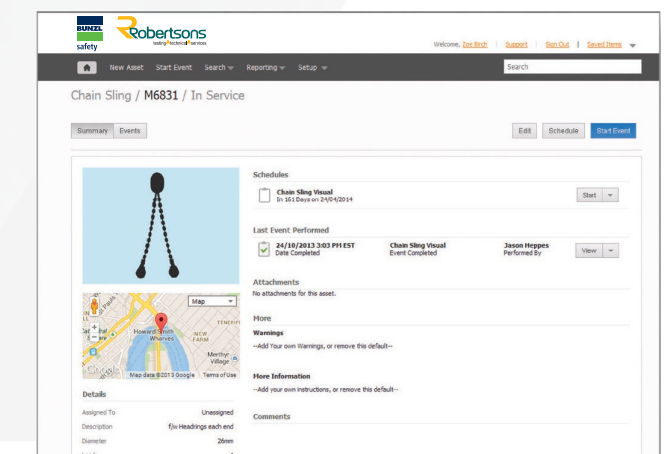 BUNZL
safety
Robertsons
testing technical services
Welcome, Zoe Birch | Support | Sign Out | Saved Items
New Asset Start Event Search Reporting Setup
Search
Chain Sling / M6831 / In Service
Summary Events
Edit Schedule Start Event
Schedules
Chain Sling Visual
In 161 Days on 24/04/2014
Start
Last Event Performed
24/10/2013 3:03 PM EST Chain Sling Visual Jason Heppes
Date Completed Event Completed Performed By
View
Attachments
No attachments for this asset.
More
Warnings
--Add Your own Warnings, or remove this default--
More Information
--Add your own instructions, or remove this default--
Comments
Map
TENERIF
Howard Smith
Wharves
NEW
FARM
Merthyr
Village
Google
Map data ©2013 Google Terms of Use
Details
Assigned To Unassigned
Description f/w Headrings each end
Diameter 26mm